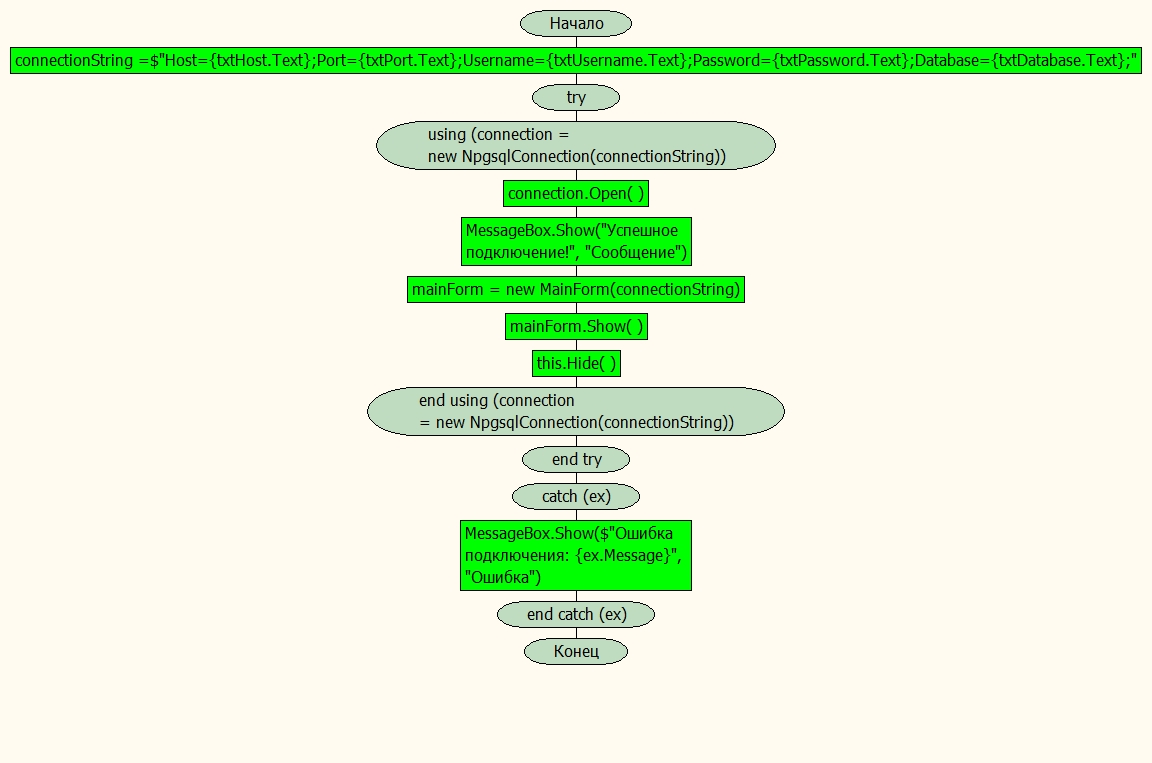 Начало
connectionString =$"Host={txtHost.Text};Port={txtPort.Text};Username={txtUsername.Text};Password={txtPassword.Text};Database={txtDatabase.Text};"
try
using (connection =
new NpgsqlConnection(connectionString))
connection.Open( )
MessageBox.Show("Успешное
подключение!", "Сообщение")
mainForm = new MainForm(connectionString)
mainForm.Show( )
this.Hide( )
end using (connection
= new NpgsqlConnection(connectionString))
end try
catch (ex)
MessageBox.Show($"Ошибка
подключения: {ex.Message}",
"Ошибка")
end catch (ex)
Конец